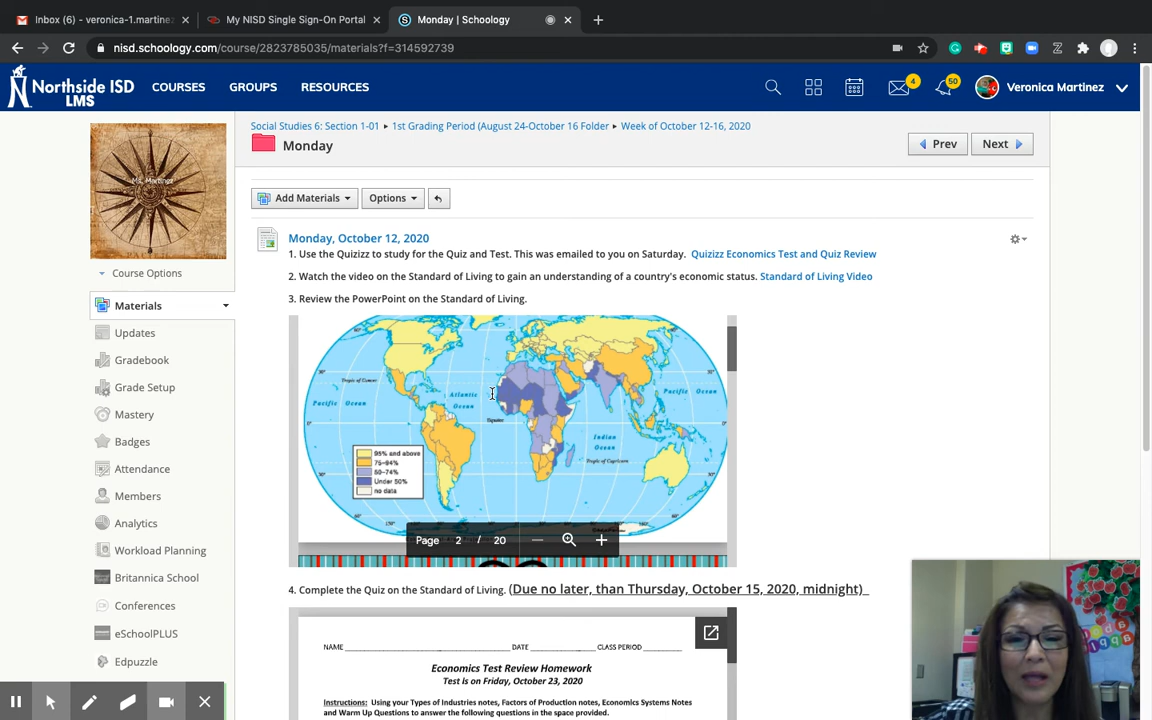 Inbox (6) - veronica-1.martinez
My NISD Single Sign-On Portal
Monday | Schoology
nisd.schoology.com/course/2823785035/materials?f=314592739
Northside ISD
LMS
COURSES
GROUPS
RESOURCES
4
50
Veronica Martinez
Ms. Martinez
Social Studies 6: Section 1-01
1st Grading Period (August 24-October 16 Folder
Week of October 12-16, 2020
Monday
Prev
Next
Add Materials
Options
Course Options
Materials
Updates
Gradebook
Grade Setup
Mastery
Badges
Attendance
Members
Analytics
Workload Planning
Britannica School
Conferences
eSchoolPLUS
Edpuzzle
Monday, October 12, 2020
1. Use the Quizizz to study for the Quiz and Test. This was emailed to you on Saturday. Quizizz Economics Test and Quiz Review
2. Watch the video on the Standard of Living to gain an understanding of a country's economic status. Standard of Living Video
3. Review the PowerPoint on the Standard of Living.
Tropic of Cancer
Atlantic
Ocean
Pacific Ocean
Pacific Ocean
Equator
Indian
Ocean
Tropic of Capricorn
95% and above
75–94%
50–74%
Under 50%
no data
Page 2 / 20
4. Complete the Quiz on the Standard of Living. (Due no later, than Thursday, October 15, 2020, midnight)
NAME DATE CLASS PERIOD
Economics Test Review Homework
Test Is on Friday, October 23, 2020
Instructions: Using your Types of Industries notes, Factors of Production notes, Economics Systems Notes
and Warm Up Questions to answer the following questions in the space provided.